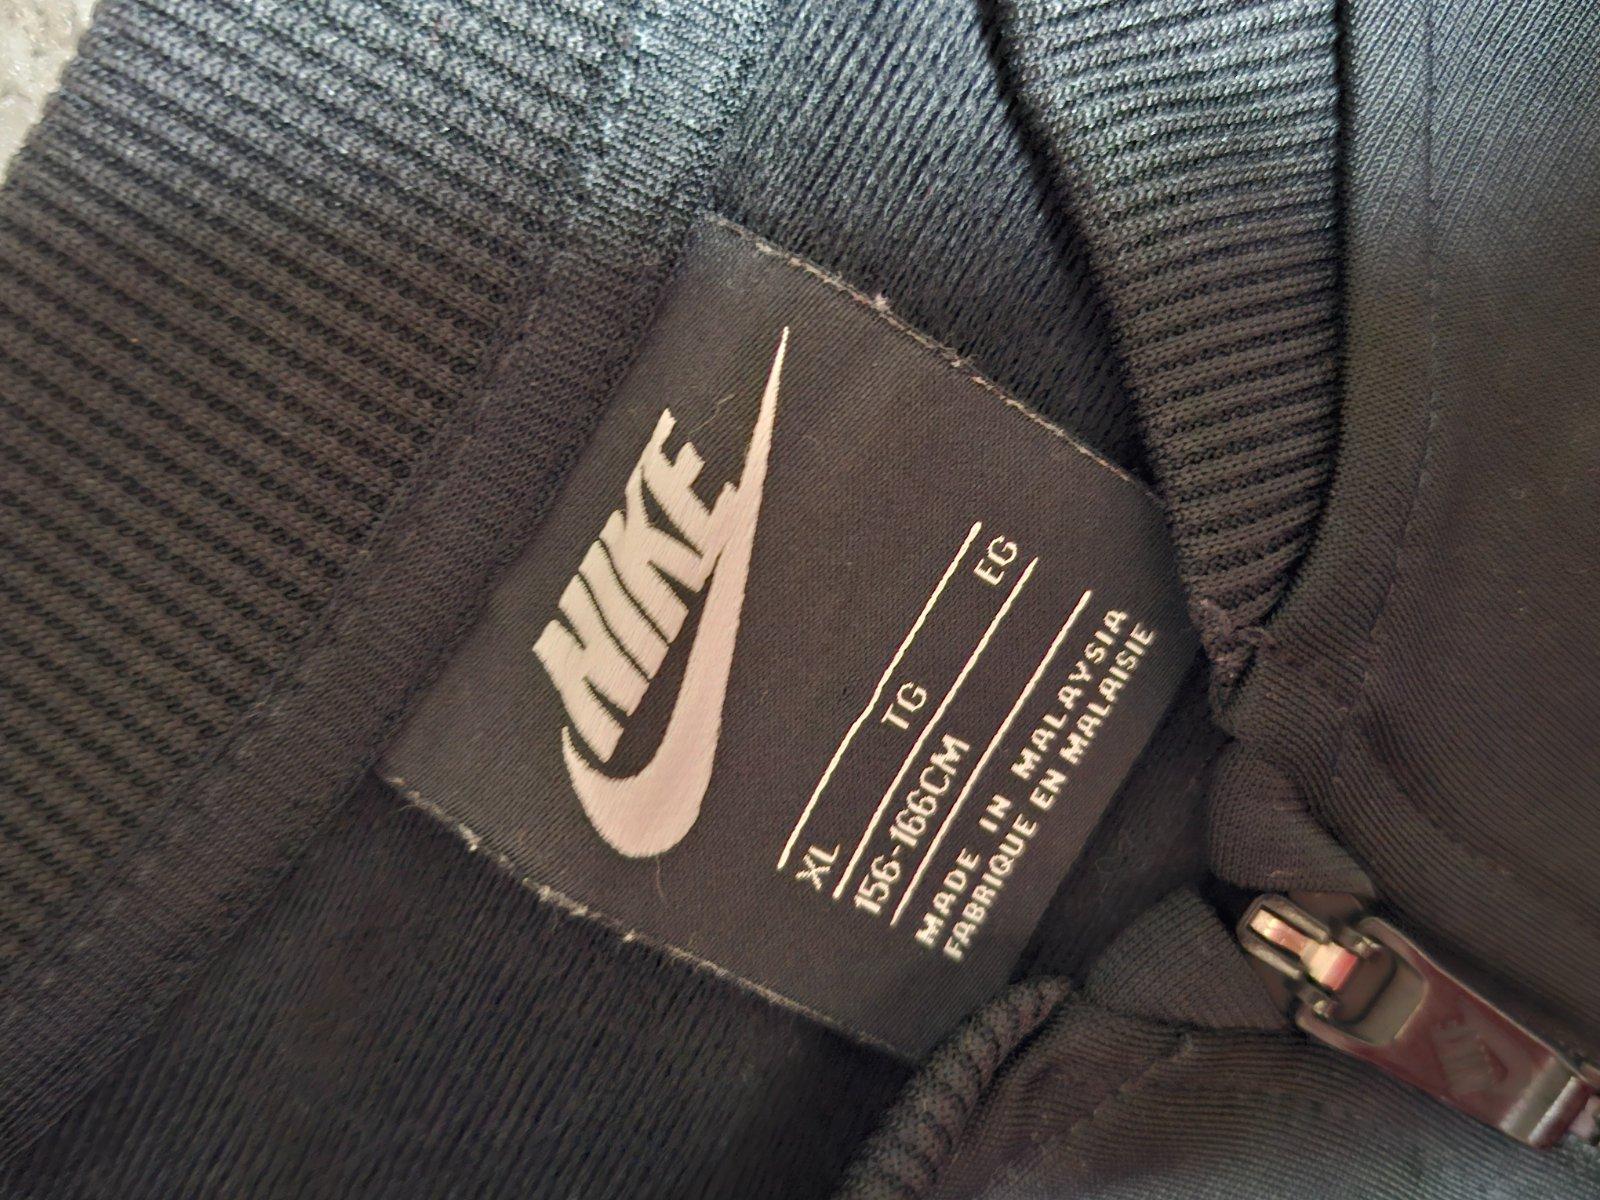 NIKE
XL TG EG
156-166CM
MADE IN MALAYSIA
FABRIQUE EN MALAISIE